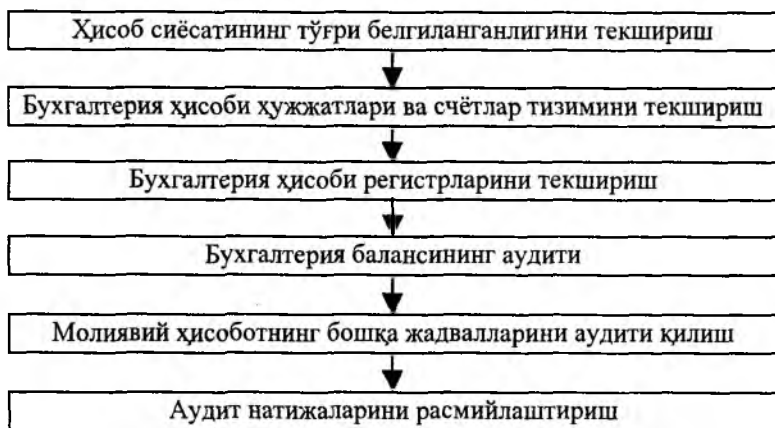 Ҳисоб сиёсатининг тўғри белгиланганлигини текшириш
Бухгалтерия ҳисоби ҳужжатлари ва счётлар тизимини текшириш
Бухгалтерия ҳисоби регистрларини текшириш
Бухгалтерия балансининг аудити
Молиявий ҳисоботнинг бошқа жадвалларини аудити қилиш
Аудит натижаларини расмийлаштириш